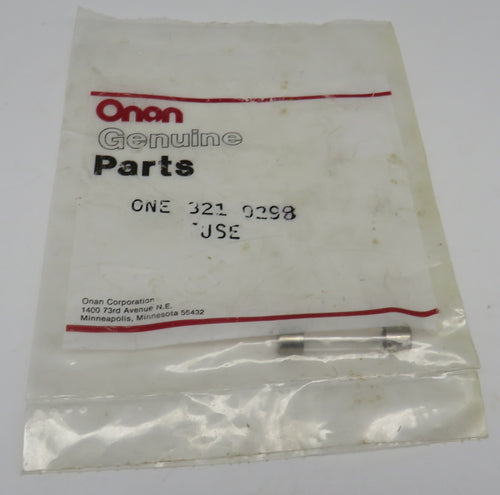 Onan
Genuine
Parts
ONE 321 0298
USE
Onan Corporation
1400 73rd Avenue N.E.
Minneapolis, Minnesota 55432